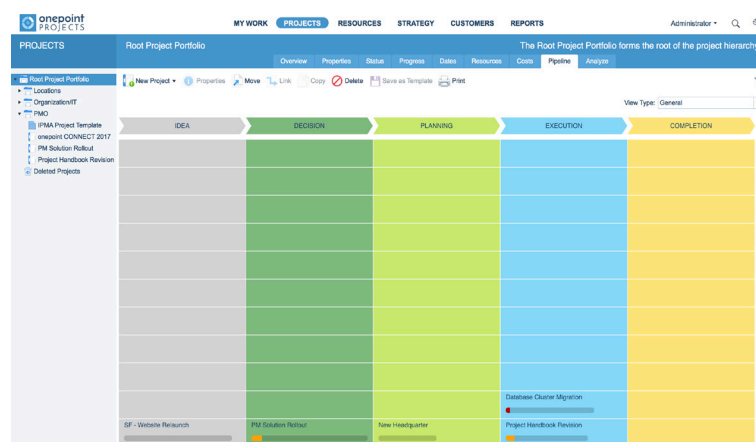 onepoint
PROJECTS
MY WORK PROJECTS RESOURCES STRATEGY CUSTOMERS REPORTS Administrator
PROJECTS Root Project Portfolio The Root Project Portfolio forms the root of the project hierarchy
Overview Properties Status Progress Dates Resources Costs Pipeline Analyze
Root Project Portfolio
Locations
Organization/IT
PMO
IPMA Project Template
onepoint CONNECT 2017
PM Solution Rollout
Project Handbook Revision
Deleted Projects
New Project Properties Move Link Copy Delete Save as Template Print
View Type: General
IDEA DECISION PLANNING EXECUTION COMPLETION
Database Cluster Migration
SF - Website Relaunch PM Solution Rollout New Headquarter Project Handbook Revision